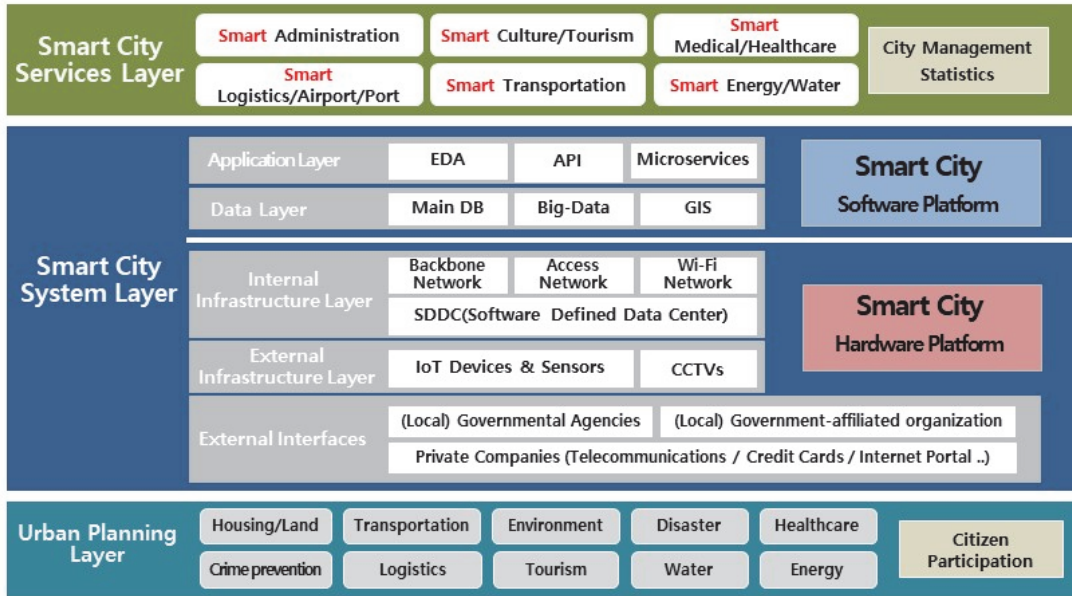 Smart City
Services Layer
Smart Administration
Smart Culture/Tourism
Smart
Medical/Healthcare
Smart
Logistics/Airport/Port
Smart Transportation
Smart Energy/Water
City Management
Statistics
Smart City
System Layer
Application Layer
EDA
API
Microservices
Data Layer
Main DB
Big-Data
GIS
Smart City
Software Platform
Internal
Infrastructure Layer
Backbone
Network
Access
Network
Wi-Fi
Network
SDDC(Software Defined Data Center)
External
Infrastructure Layer
IoT Devices & Sensors
CCTVs
Smart City
Hardware Platform
External Interfaces
(Local) Governmental Agencies
(Local) Government-affiliated organization
Private Companies (Telecommunications / Credit Cards / Internet Portal ..)
Urban Planning
Layer
Housing/Land
Transportation
Environment
Disaster
Healthcare
Crime prevention
Logistics
Tourism
Water
Energy
Citizen
Participation